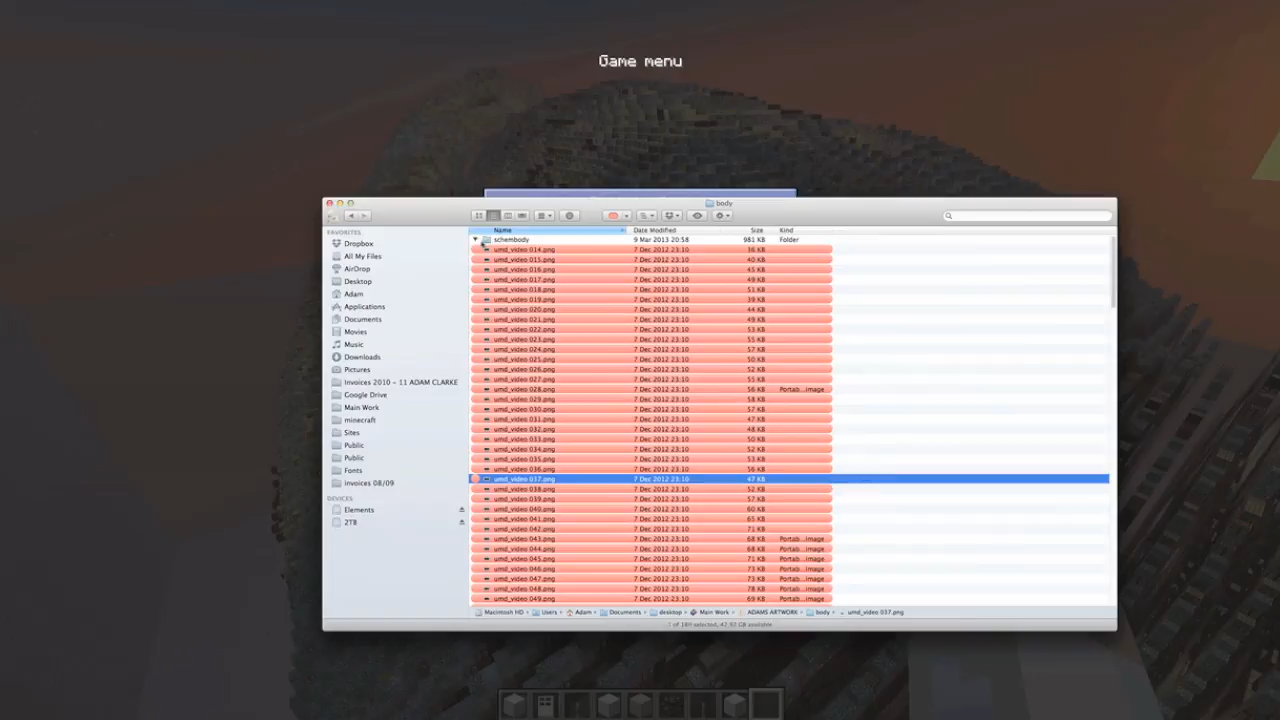 Game menu
body
Name Date Modified Size Kind
FAVORITES
Dropbox
All My Files
AirDrop
Desktop
Adam
Applications
Documents
Movies
Music
Downloads
Pictures
Invoices 2010 - 11 ADAM CLARKE
Google Drive
Main Work
minecraft
Sites
Public
Public
Fonts
invoices 08/09
DEVICES
Elements
2TB
schembody 9 Mar 2013 20:58 981 KB Folder
umd_video 014.png 7 Dec 2012 23:10 36 KB
umd_video 015.png 7 Dec 2012 23:10 40 KB
umd_video 016.png 7 Dec 2012 23:10 45 KB
umd_video 017.png 7 Dec 2012 23:10 49 KB
umd_video 018.png 7 Dec 2012 23:10 51 KB
umd_video 019.png 7 Dec 2012 23:10 39 KB
umd_video 020.png 7 Dec 2012 23:10 44 KB
umd_video 021.png 7 Dec 2012 23:10 49 KB
umd_video 022.png 7 Dec 2012 23:10 53 KB
umd_video 023.png 7 Dec 2012 23:10 55 KB
umd_video 024.png 7 Dec 2012 23:10 57 KB
umd_video 025.png 7 Dec 2012 23:10 50 KB
umd_video 026.png 7 Dec 2012 23:10 52 KB
umd_video 027.png 7 Dec 2012 23:10 55 KB
umd_video 028.png 7 Dec 2012 23:10 56 KB Portab...image
umd_video 029.png 7 Dec 2012 23:10 58 KB
umd_video 030.png 7 Dec 2012 23:10 57 KB
umd_video 031.png 7 Dec 2012 23:10 47 KB
umd_video 032.png 7 Dec 2012 23:10 48 KB
umd_video 033.png 7 Dec 2012 23:10 50 KB
umd_video 034.png 7 Dec 2012 23:10 52 KB
umd_video 035.png 7 Dec 2012 23:10 53 KB
umd_video 036.png 7 Dec 2012 23:10 56 KB
umd_video 037.png 7 Dec 2012 23:10 47 KB
umd_video 038.png 7 Dec 2012 23:10 52 KB
umd_video 039.png 7 Dec 2012 23:10 57 KB
umd_video 040.png 7 Dec 2012 23:10 60 KB
umd_video 041.png 7 Dec 2012 23:10 65 KB
umd_video 042.png 7 Dec 2012 23:10 71 KB
umd_video 043.png 7 Dec 2012 23:10 68 KB Portab...image
umd_video 044.png 7 Dec 2012 23:10 68 KB Portab...image
umd_video 045.png 7 Dec 2012 23:10 71 KB Portab...image
umd_video 046.png 7 Dec 2012 23:10 73 KB Portab...image
umd_video 047.png 7 Dec 2012 23:10 73 KB Portab...image
umd_video 048.png 7 Dec 2012 23:10 78 KB Portab...image
umd_video 049.png 7 Dec 2012 23:10 69 KB Portab...image
Macintosh HD Users Adam Documents desktop Main Work ADAMS ARTWORK body umd_video 037.png
selected, available